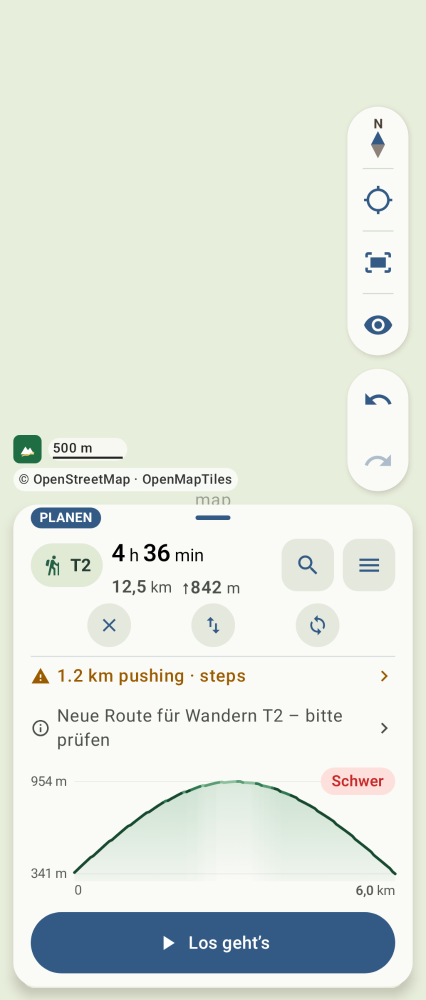 N
500 m
© OpenStreetMap · OpenMapTiles
map
PLANEN
T2
4 h 36 min
12,5 km ↑842 m
1.2 km pushing · steps
Neue Route für Wandern T2 – bitte
prüfen
954 m
Schwer
341 m
0
6,0 km
Los geht's